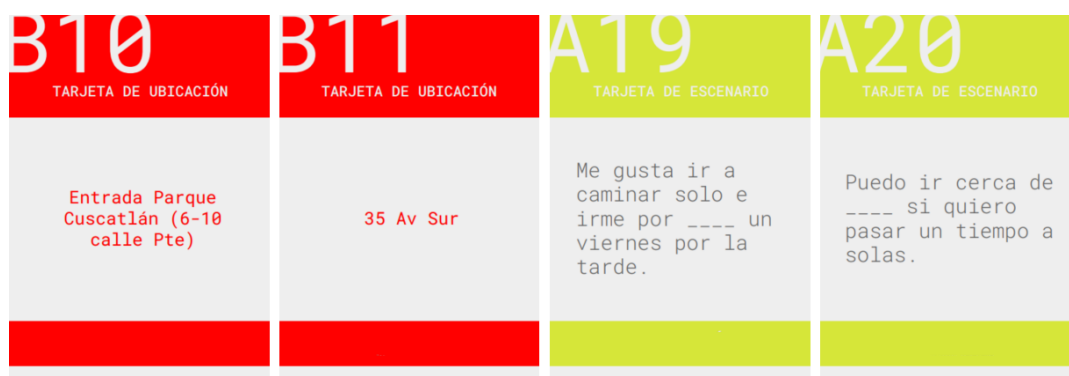 B10
TARJETA DE UBICACIÓN
Entrada Parque
Cuscatlán (6-10
calle Pte)
B11
TARJETA DE UBICACIÓN
35 Av Sur
A19
TARJETA DE ESCENARIO
Me gusta ir a
caminar solo e
irme por ____ un
viernes por la
tarde.
A20
TARJETA DE ESCENARIO
Puedo ir cerca de
____ si quiero
pasar un tiempo a
solas.